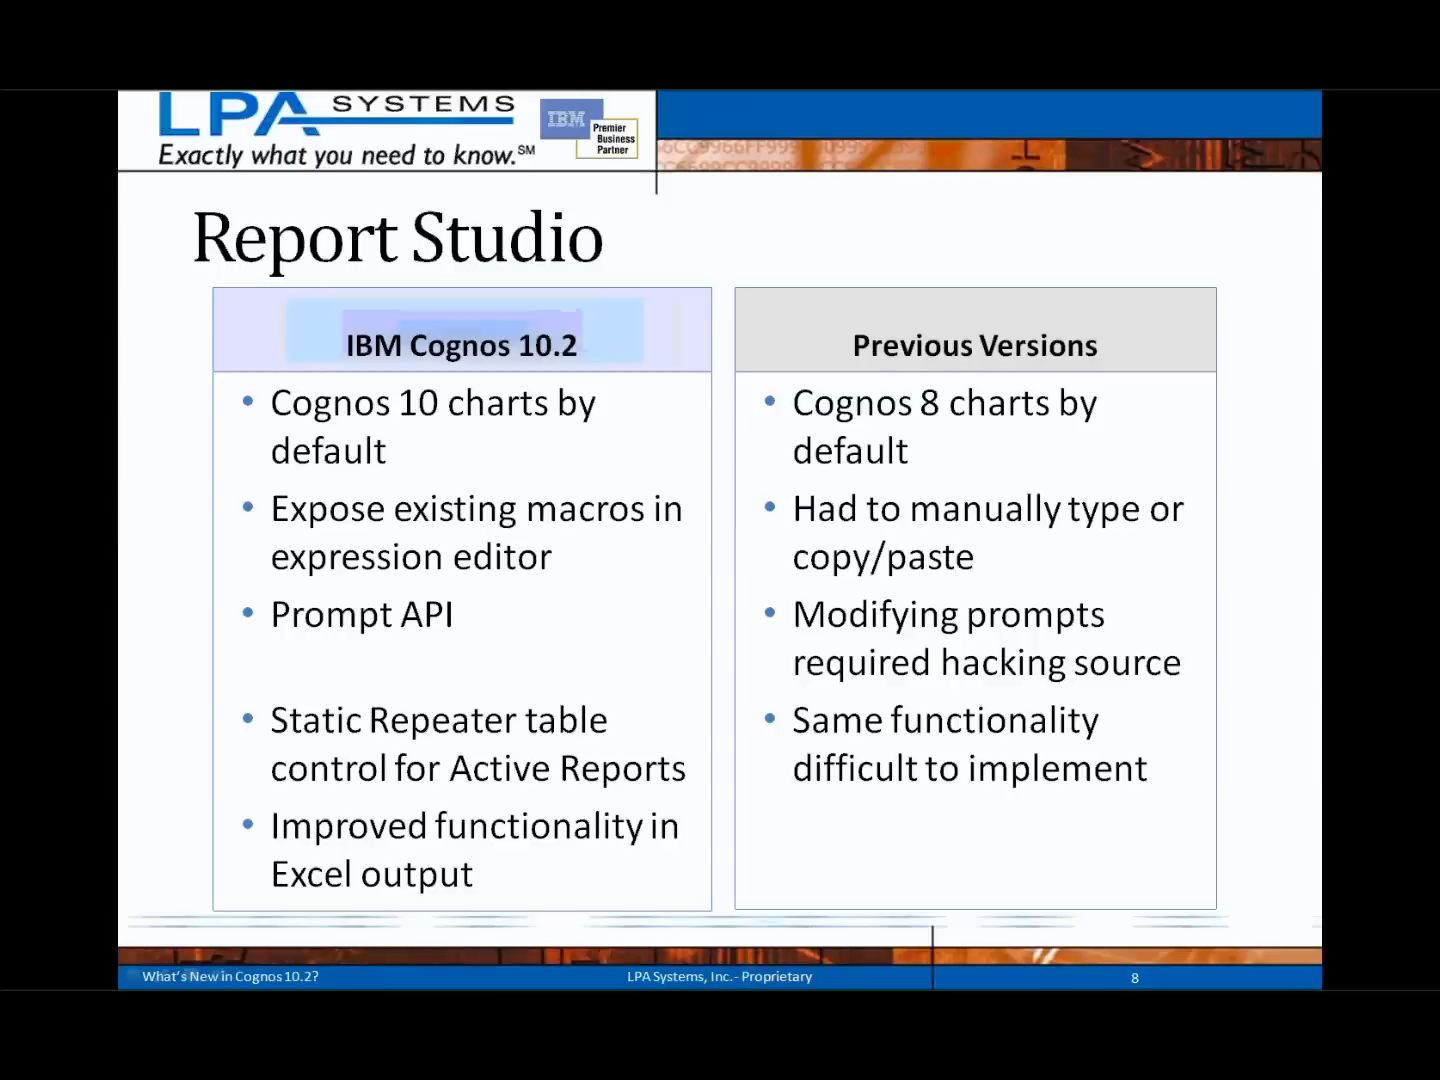 LPA SYSTEMS
Exactly what you need to know.SM
IBM
Premier
Business
Partner
Report Studio
IBM Cognos 10.2
• Cognos 10 charts by
default
• Expose existing macros in
expression editor
• Prompt API
• Static Repeater table
control for Active Reports
• Improved functionality in
Excel output
Previous Versions
• Cognos 8 charts by
default
• Had to manually type or
copy/paste
• Modifying prompts
required hacking source
• Same functionality
difficult to implement
What's New in Cognos 10.2?
LPA Systems, Inc.- Proprietary
8